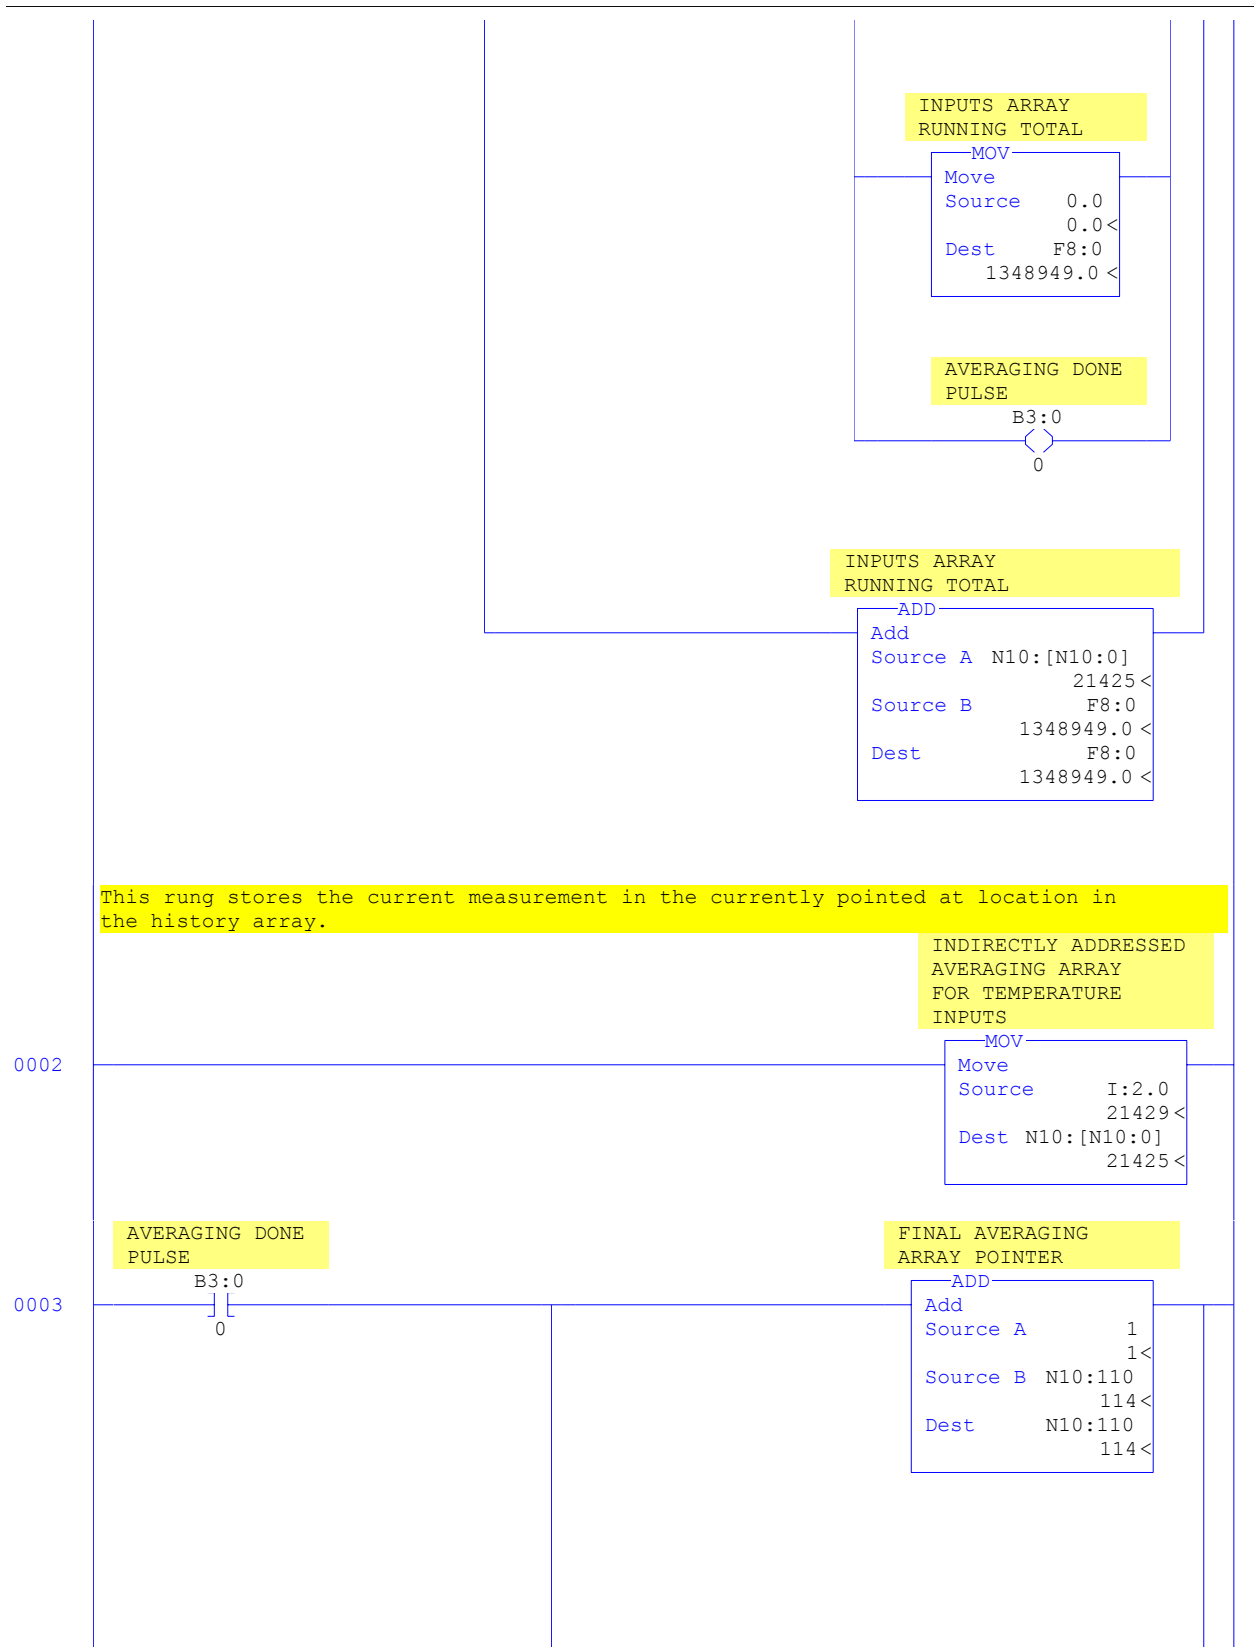 INPUTS ARRAY
RUNNING TOTAL
MOV
Move
Source 0.0
0.0<
Dest F8:0
1348949.0 <
AVERAGING DONE
PULSE
B3:0
0
INPUTS ARRAY
RUNNING TOTAL
ADD
Add
Source A N10:[N10:0]
21425<
Source B F8:0
1348949.0 <
Dest F8:0
1348949.0 <
This rung stores the current measurement in the currently pointed at location in
the history array.
INDIRECTLY ADDRESSED
AVERAGING ARRAY
FOR TEMPERATURE
INPUTS
MOV
0002
Move
Source I:2.0
21429<
Dest N10:[N10:0]
21425<
AVERAGING DONE
PULSE
B3:0
0003
0
FINAL AVERAGING
ARRAY POINTER
ADD
Add
Source A 1
1<
Source B N10:110
114<
Dest N10:110
114<